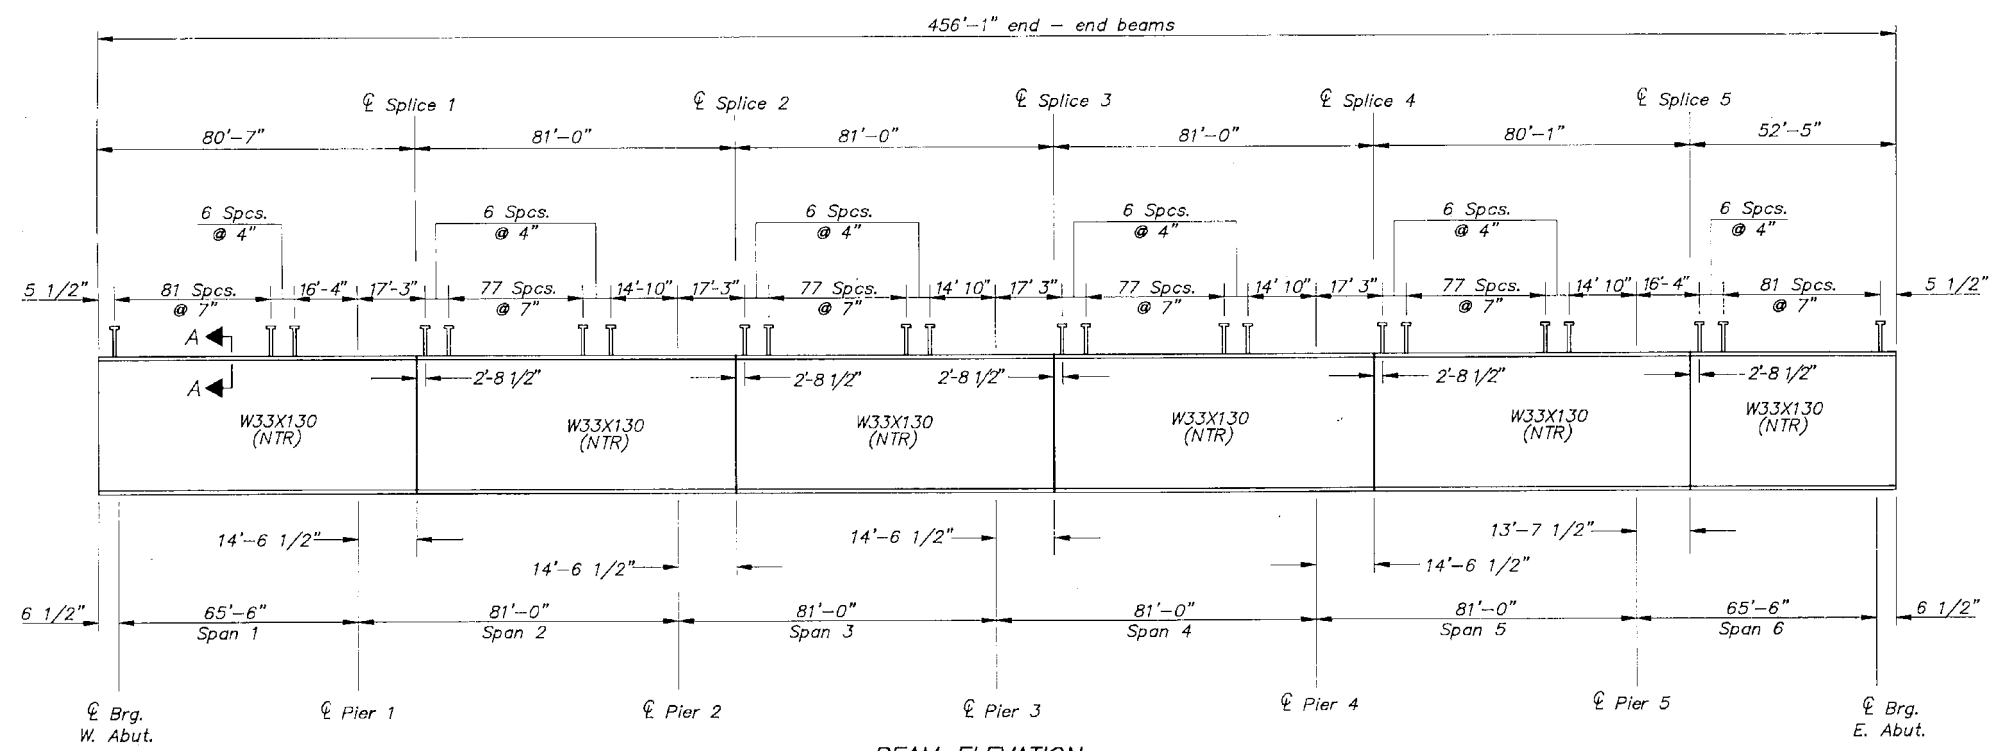 456'-1" end - end beams
℄ Splice 1
℄ Splice 2
℄ Splice 3
℄ Splice 4
℄ Splice 5
80'-7"
81'-0"
81'-0"
81'-0"
80'-1"
52'-5"
6 Spcs.
@ 4"
6 Spcs.
@ 4"
6 Spcs.
@ 4"
6 Spcs.
@ 4"
6 Spcs.
@ 4"
6 Spcs.
@ 4"
5 1/2"
81 Spcs.
@ 7"
16'-4"
17'-3"
77 Spcs.
@ 7"
14'-10"
17'-3"
77 Spcs.
@ 7"
14' 10"
17' 3"
77 Spcs.
@ 7"
14' 10"
17' 3"
77 Spcs.
@ 7"
14' 10"
16'-4"
81 Spcs.
@ 7"
5 1/2"
A
A
2'-8 1/2"
2'-8 1/2"
2'-8 1/2"
2'-8 1/2"
2'-8 1/2"
W33X130
(NTR)
W33X130
(NTR)
W33X130
(NTR)
W33X130
(NTR)
W33X130
(NTR)
W33X130
(NTR)
14'-6 1/2"
14'-6 1/2"
14'-6 1/2"
14'-6 1/2"
13'-7 1/2"
6 1/2"
65'-6"
Span 1
81'-0"
Span 2
81'-0"
Span 3
81'-0"
Span 4
81'-0"
Span 5
65'-6"
Span 6
6 1/2"
℄ Brg.
W. Abut.
℄ Pier 1
℄ Pier 2
℄ Pier 3
℄ Pier 4
℄ Pier 5
℄ Brg.
E. Abut.
BEAM ELEVATION